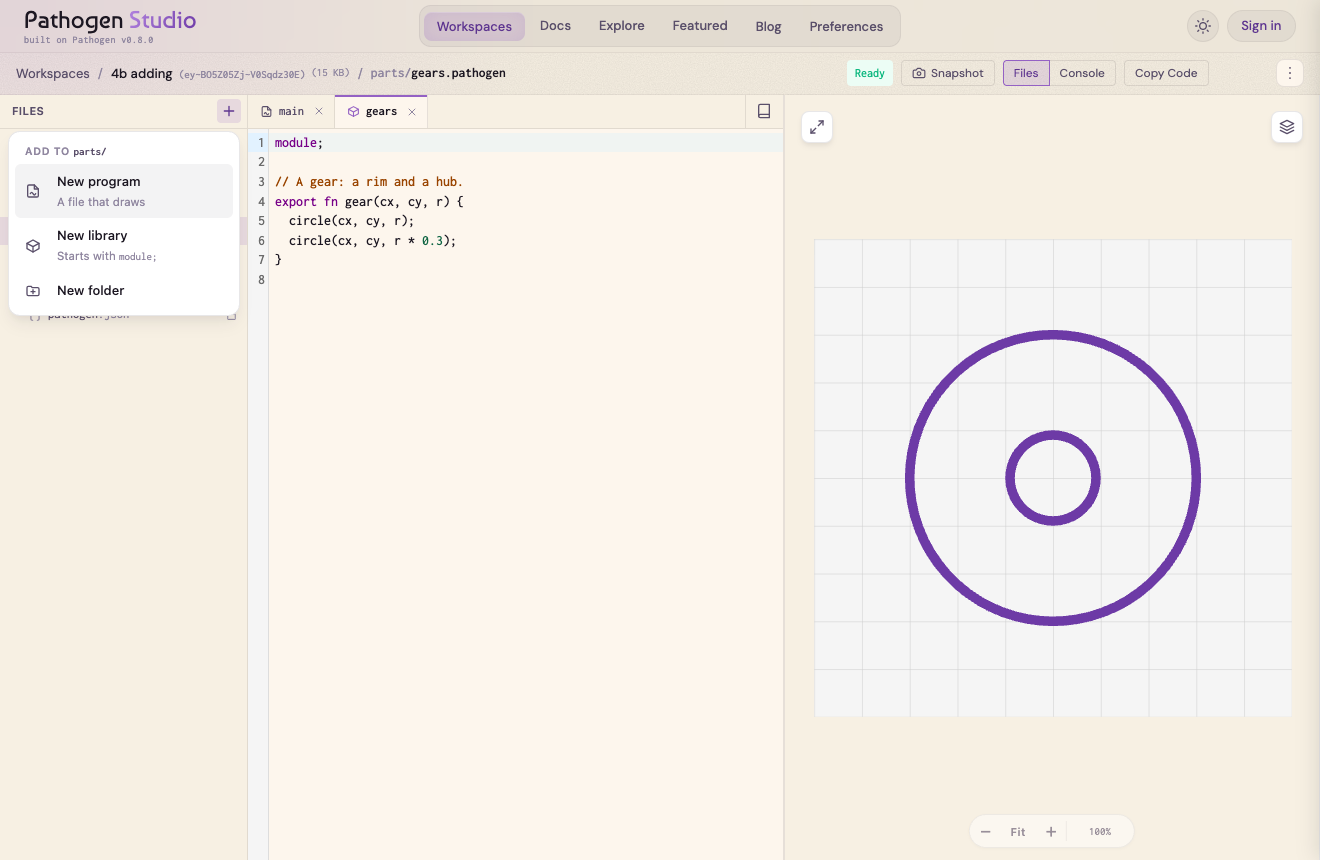 Pathogen Studio
built on Pathogen v0.8.0
Workspaces Docs Explore Featured Blog Preferences
Sign in
Workspaces / 4b adding (ey-BO5Z05Zj-V0Sqdz30E) (15 KB) / parts/gears.pathogen
Ready Snapshot Files Console Copy Code
FILES
main
gears
ADD TO parts/
New program
A file that draws
New library
Starts with module;
New folder
pathogen.json
1 module;
2
3 // A gear: a rim and a hub.
4 export fn gear(cx, cy, r) {
5 circle(cx, cy, r);
6 circle(cx, cy, r * 0.3);
7 }
8
Fit 100%